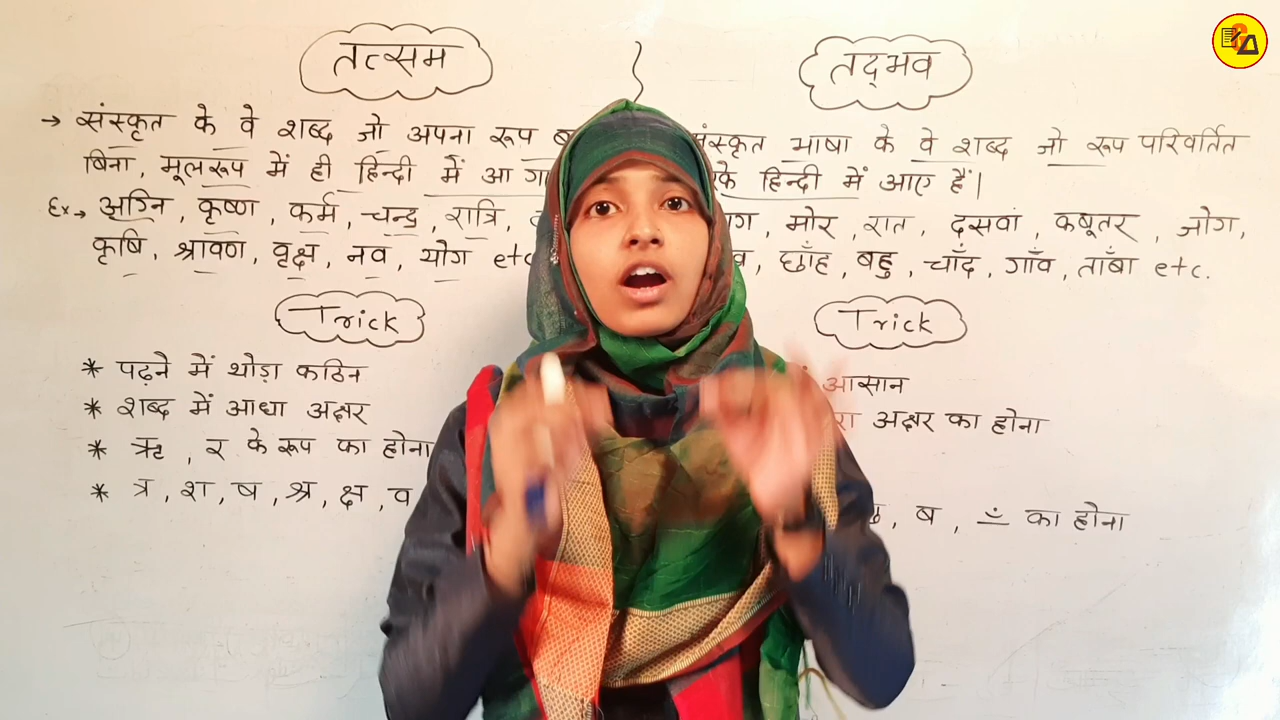 तत्सम
→ संस्कृत के वे शब्द जो अपना रूप
बिना, मूलरूप में ही हिन्दी में आ
Ex→ अग्नि, कृष्ण, कर्म, चन्द्र, रात्रि,
कृषि, श्रावण, वृक्ष, नव, योग etc
Trick
* पढ़ने में थोड़ा कठिन
* शब्द में आधा अक्षर
* ऋ, र के रूप का होना
* त्र, श, ष, श्र, क्ष, व
तद्भव
संस्कृत भाषा के वे शब्द जो रूप परिवर्तित
हिन्दी में आए हैं।
मोर, रात, दसवां, कबूतर, जोग,
छाँह, बहु, चाँद, गाँव, ताँबा etc.
Trick
आसान
अक्षर का होना
, ब, ँ का होना